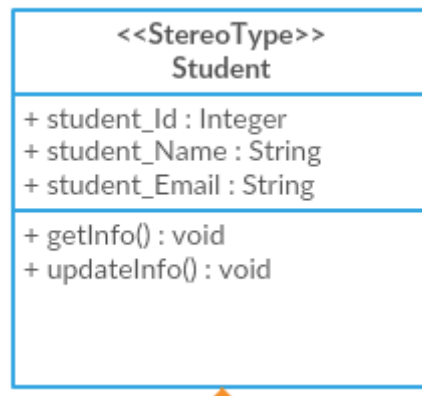 <<StereoType>>
Student
+ student_Id : Integer
+ student_Name : String
+ student_Email : String
+ getInfo() : void
+ updateInfo() : void